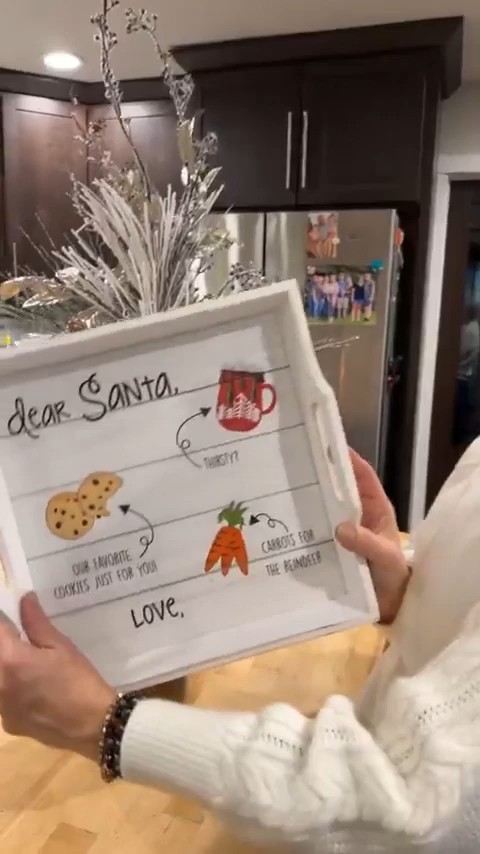 dear Santa,
THIRSTY?
OUR FAVORITE
COOKIES JUST FOR YOU!
CARROTS FOR
THE REINDEER
LOVE,